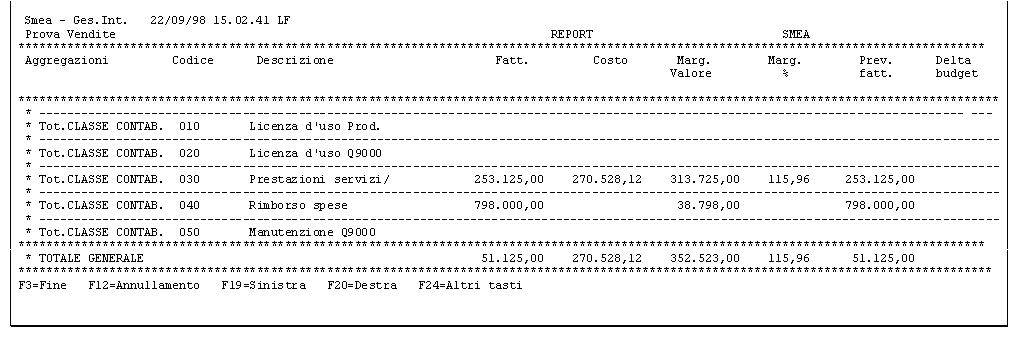 Smea - Ges.Int. 22/09/98 15.02.41 LF
Prova Vendite REPORT SMEA
************************************************************
Aggregazioni Codice Descrizione Fatt. Costo Marg. Marg. Prev. Delta
Valore % fatt. budget
************************************************************
* ------------------------------------------------------------
* Tot.CLASSE CONTAB. 010 Licenza d'uso Prod.
* ------------------------------------------------------------
* Tot.CLASSE CONTAB. 020 Licenza d'uso Q9000
* ------------------------------------------------------------
* Tot.CLASSE CONTAB. 030 Prestazioni servizi/ 253.125,00 270.528,12 313.725,00 115,96 253.125,00
* ------------------------------------------------------------
* Tot.CLASSE CONTAB. 040 Rimborso spese 798.000,00 38.798,00 798.000,00
* ------------------------------------------------------------
* Tot.CLASSE CONTAB. 050 Manutenzione Q9000
************************************************************
* TOTALE GENERALE 51.125,00 270.528,12 352.523,00 115,96 51.125,00
************************************************************
F3=Fine F12=Annullamento F19=Sinistra F20=Destra F24=Altri tasti